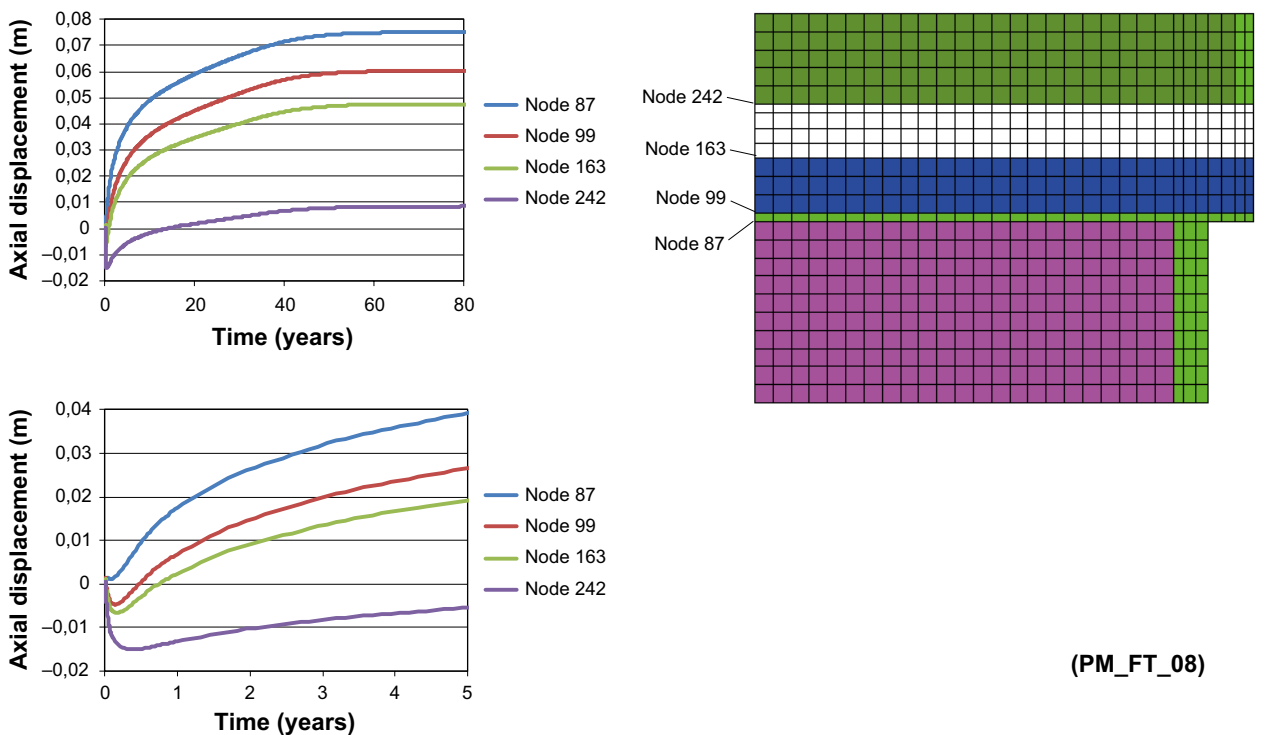 Axial displacement (m)
0,08
0,07
0,06
0,05
0,04
0,03
0,02
0,01
0
–0,01
–0,02
0 20 40 60 80
Time (years)
Node 87
Node 99
Node 163
Node 242
Node 242
Node 163
Node 99
Node 87
Axial displacement (m)
0,04
0,03
0,02
0,01
0
–0,01
–0,02
0 1 2 3 4 5
Time (years)
Node 87
Node 99
Node 163
Node 242
(PM_FT_08)